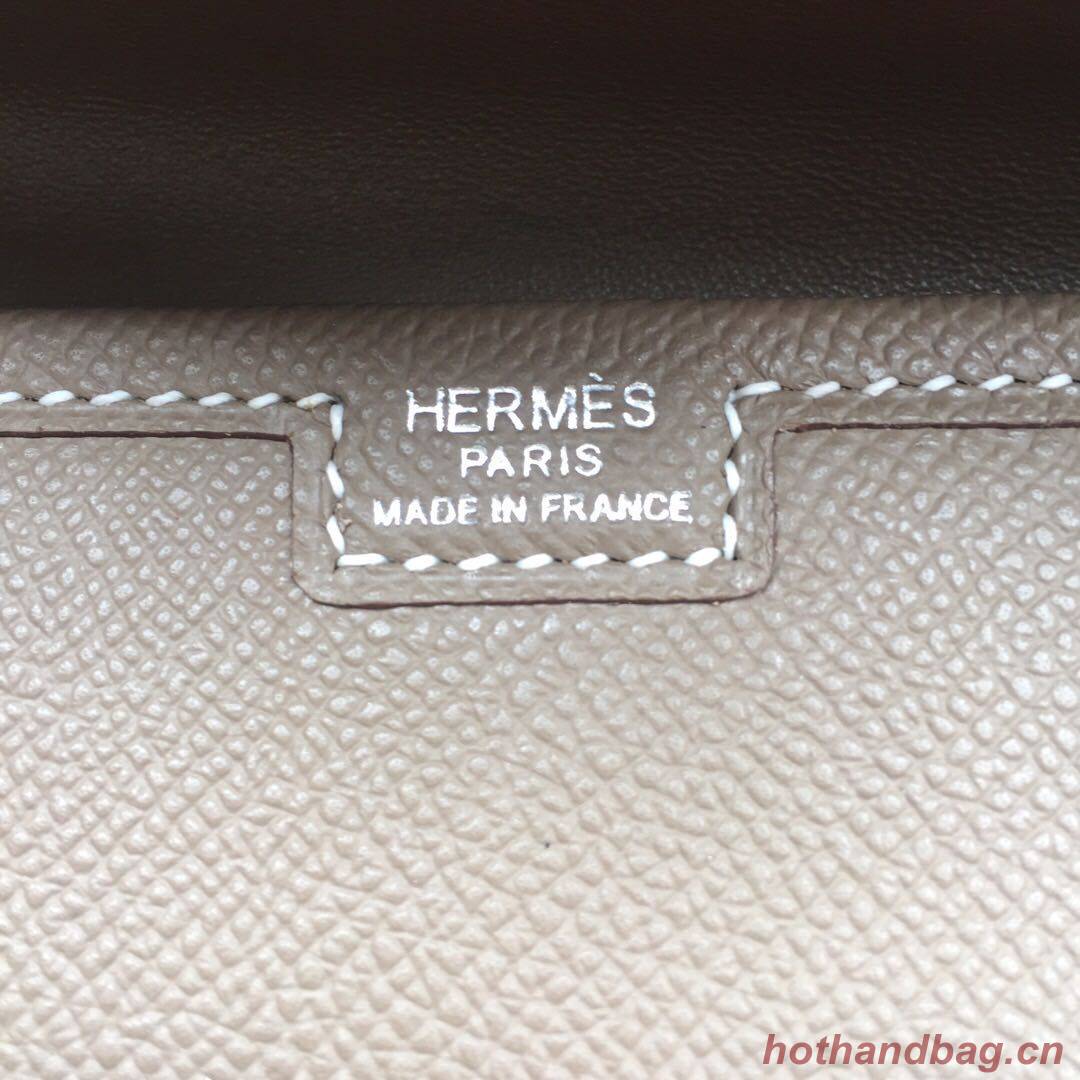 HERMÈS
PARIS
MADE IN FRANCE
hothandbag.cn